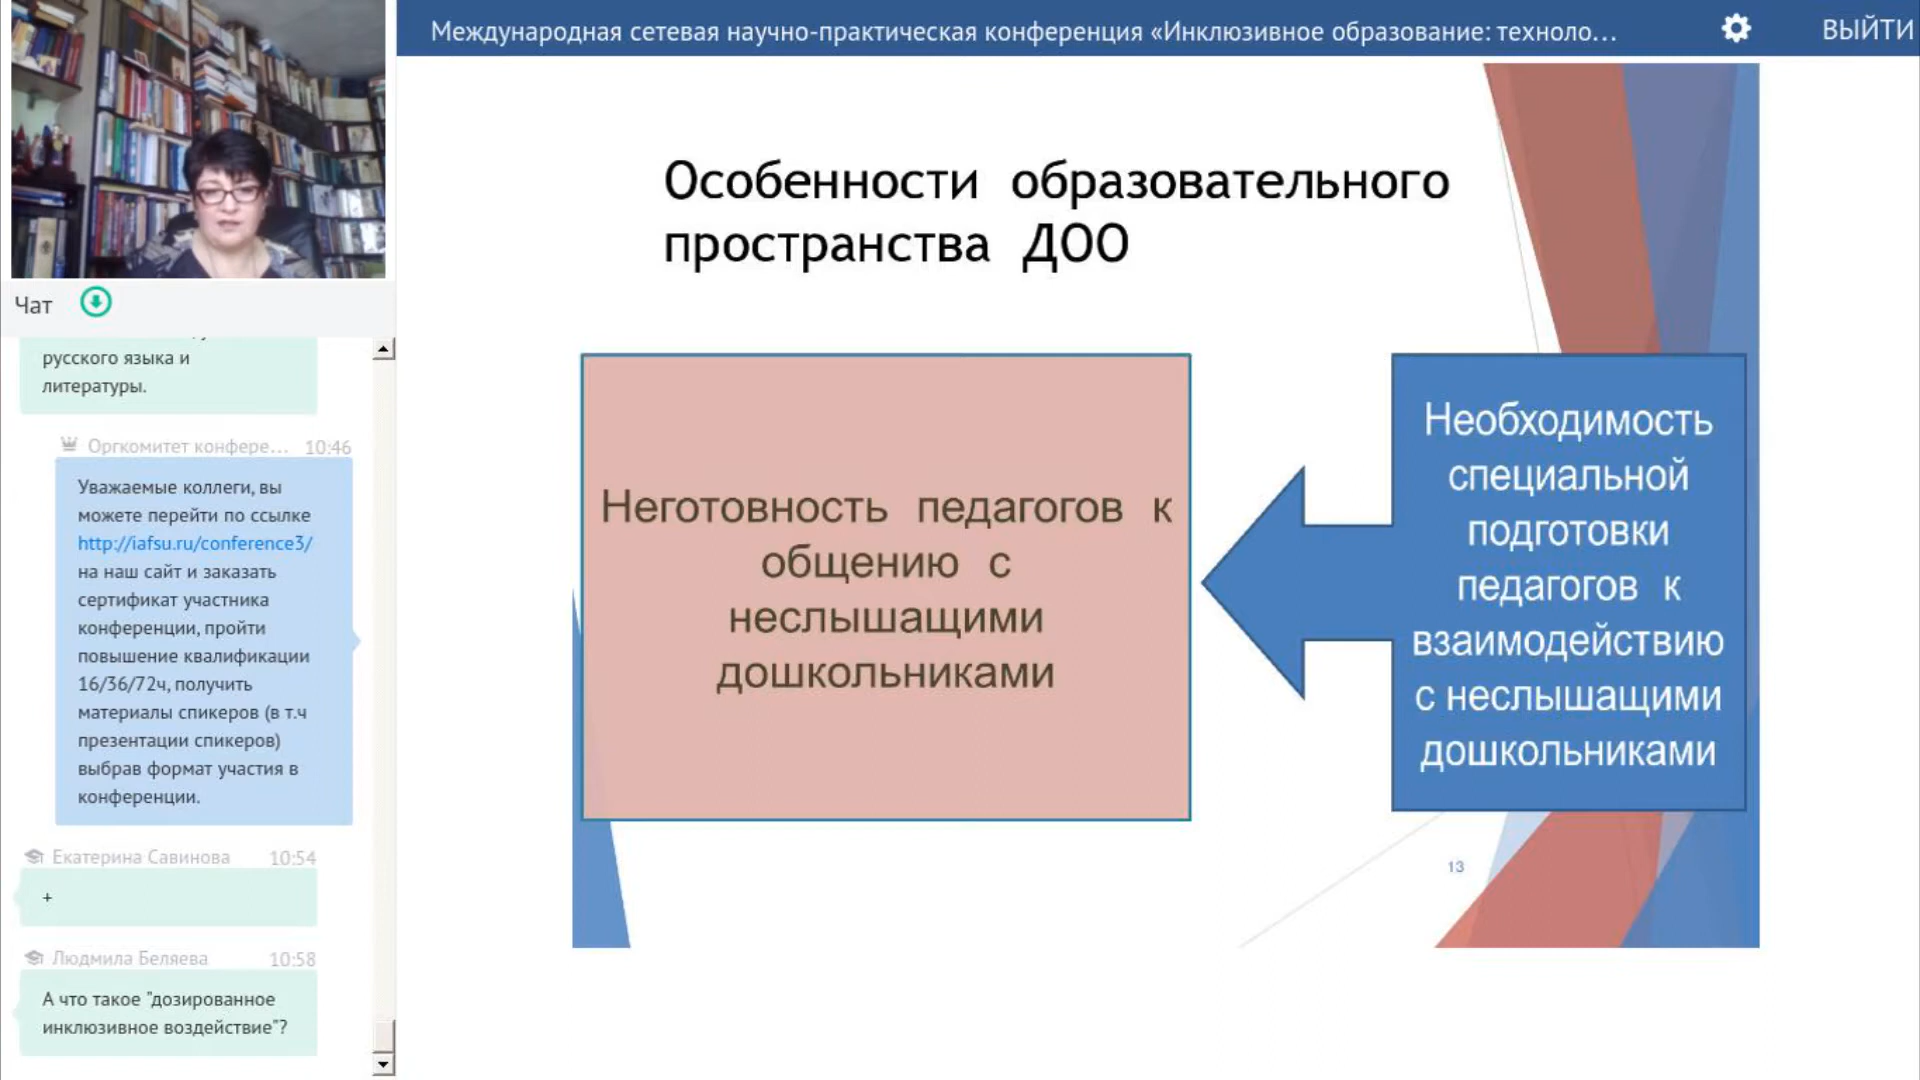 Международная сетевая научно-практическая конференция «Инклюзивное образование: техноло...
ВЫЙТИ
Чат
русского языка и
литературы.
Оргкомитет конфере... 10:46
Уважаемые коллеги, вы
можете перейти по ссылке
http://iafsu.ru/conference3/
на наш сайт и заказать
сертификат участника
конференции, пройти
повышение квалификации
16/36/72ч, получить
материалы спикеров (в т.ч
презентации спикеров)
выбрав формат участия в
конференции.
Екатерина Савинова 10:54
+
Людмила Беляева 10:58
А что такое "дозированное
инклюзивное воздействие"?
Особенности образовательного
пространства ДОО
Неготовность педагогов к
общению с
неслышащими
дошкольниками
Необходимость
специальной
подготовки
педагогов к
взаимодействию
с неслышащими
дошкольниками
13